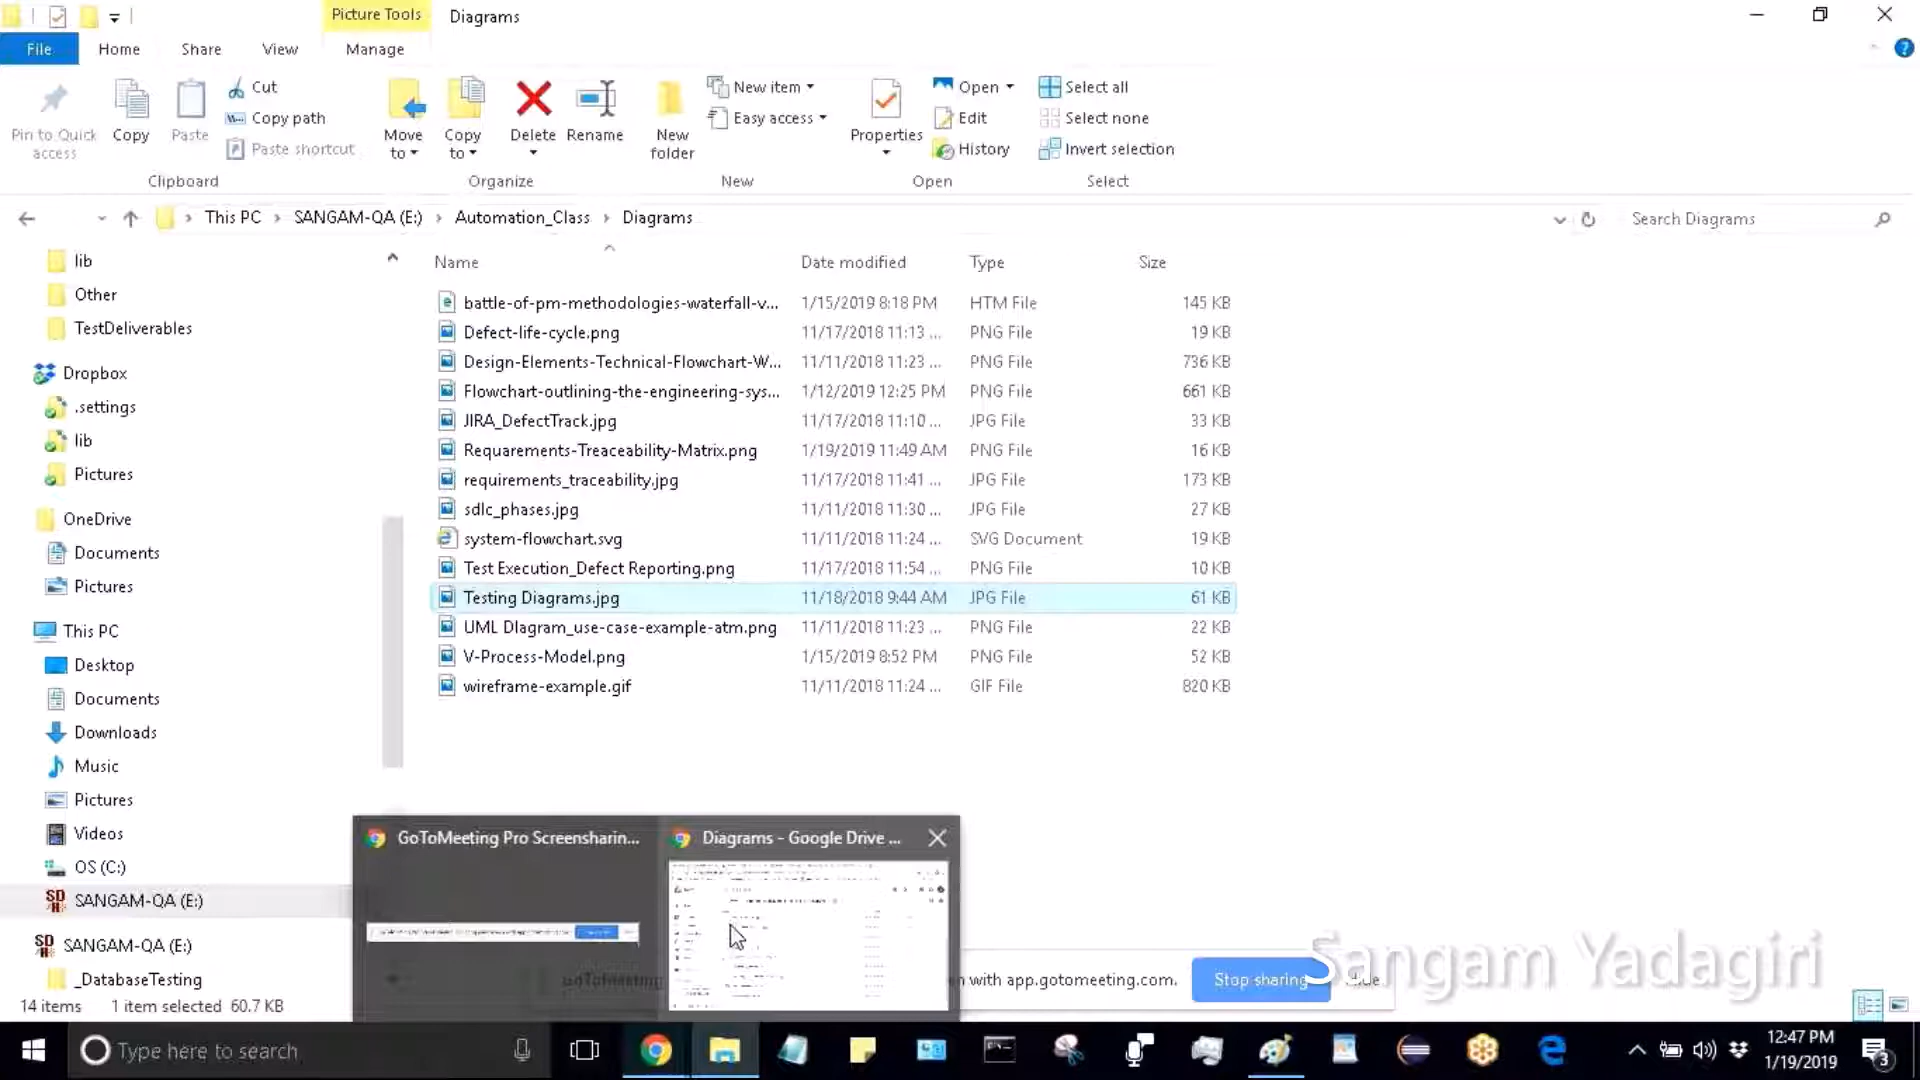 Picture Tools
Diagrams
File
Home
Share
View
Manage
Pin to Quick access
Copy
Paste
Cut
Copy path
Paste shortcut
Move to
Copy to
Delete
Rename
New folder
New item
Easy access
Properties
Open
Edit
History
Select all
Select none
Invert selection
Clipboard
Organize
New
Open
Select
This PC
SANGAM-QA (E:)
Automation_Class
Diagrams
Search Diagrams
lib
Other
TestDeliverables
Dropbox
.settings
lib
Pictures
OneDrive
Documents
Pictures
This PC
Desktop
Documents
Downloads
Music
Pictures
Videos
OS (C:)
SANGAM-QA (E:)
SANGAM-QA (E:)
_DatabaseTesting
Name Date modified Type Size
battle-of-pm-methodologies-waterfall-v... 1/15/2019 8:18 PM HTM File 145 KB
Defect-life-cycle.png 11/17/2018 11:13 ... PNG File 19 KB
Design-Elements-Technical-Flowchart-W... 11/11/2018 11:23 ... PNG File 736 KB
Flowchart-outlining-the-engineering-sys... 1/12/2019 12:25 PM PNG File 661 KB
JIRA_DefectTrack.jpg 11/17/2018 11:10 ... JPG File 33 KB
Requarements-Treaceability-Matrix.png 1/19/2019 11:49 AM PNG File 16 KB
requirements_traceability.jpg 11/17/2018 11:41 ... JPG File 173 KB
sdlc_phases.jpg 11/11/2018 11:30 ... JPG File 27 KB
system-flowchart.svg 11/11/2018 11:24 ... SVG Document 19 KB
Test Execution_Defect Reporting.png 11/17/2018 11:54 ... PNG File 10 KB
Testing Diagrams.jpg 11/18/2018 9:44 AM JPG File 61 KB
UML DIagram_use-case-example-atm.png 11/11/2018 11:23 ... PNG File 22 KB
V-Process-Model.png 1/15/2019 8:52 PM PNG File 52 KB
wireframe-example.gif 11/11/2018 11:24 ... GIF File 820 KB
GoToMeeting Pro Screensharin...
Diagrams - Google Drive ...
with app.gotomeeting.com.
Stop sharing
Sangam Yadagiri
14 items 1 item selected 60.7 KB
Type here to search
12:47 PM
1/19/2019
3